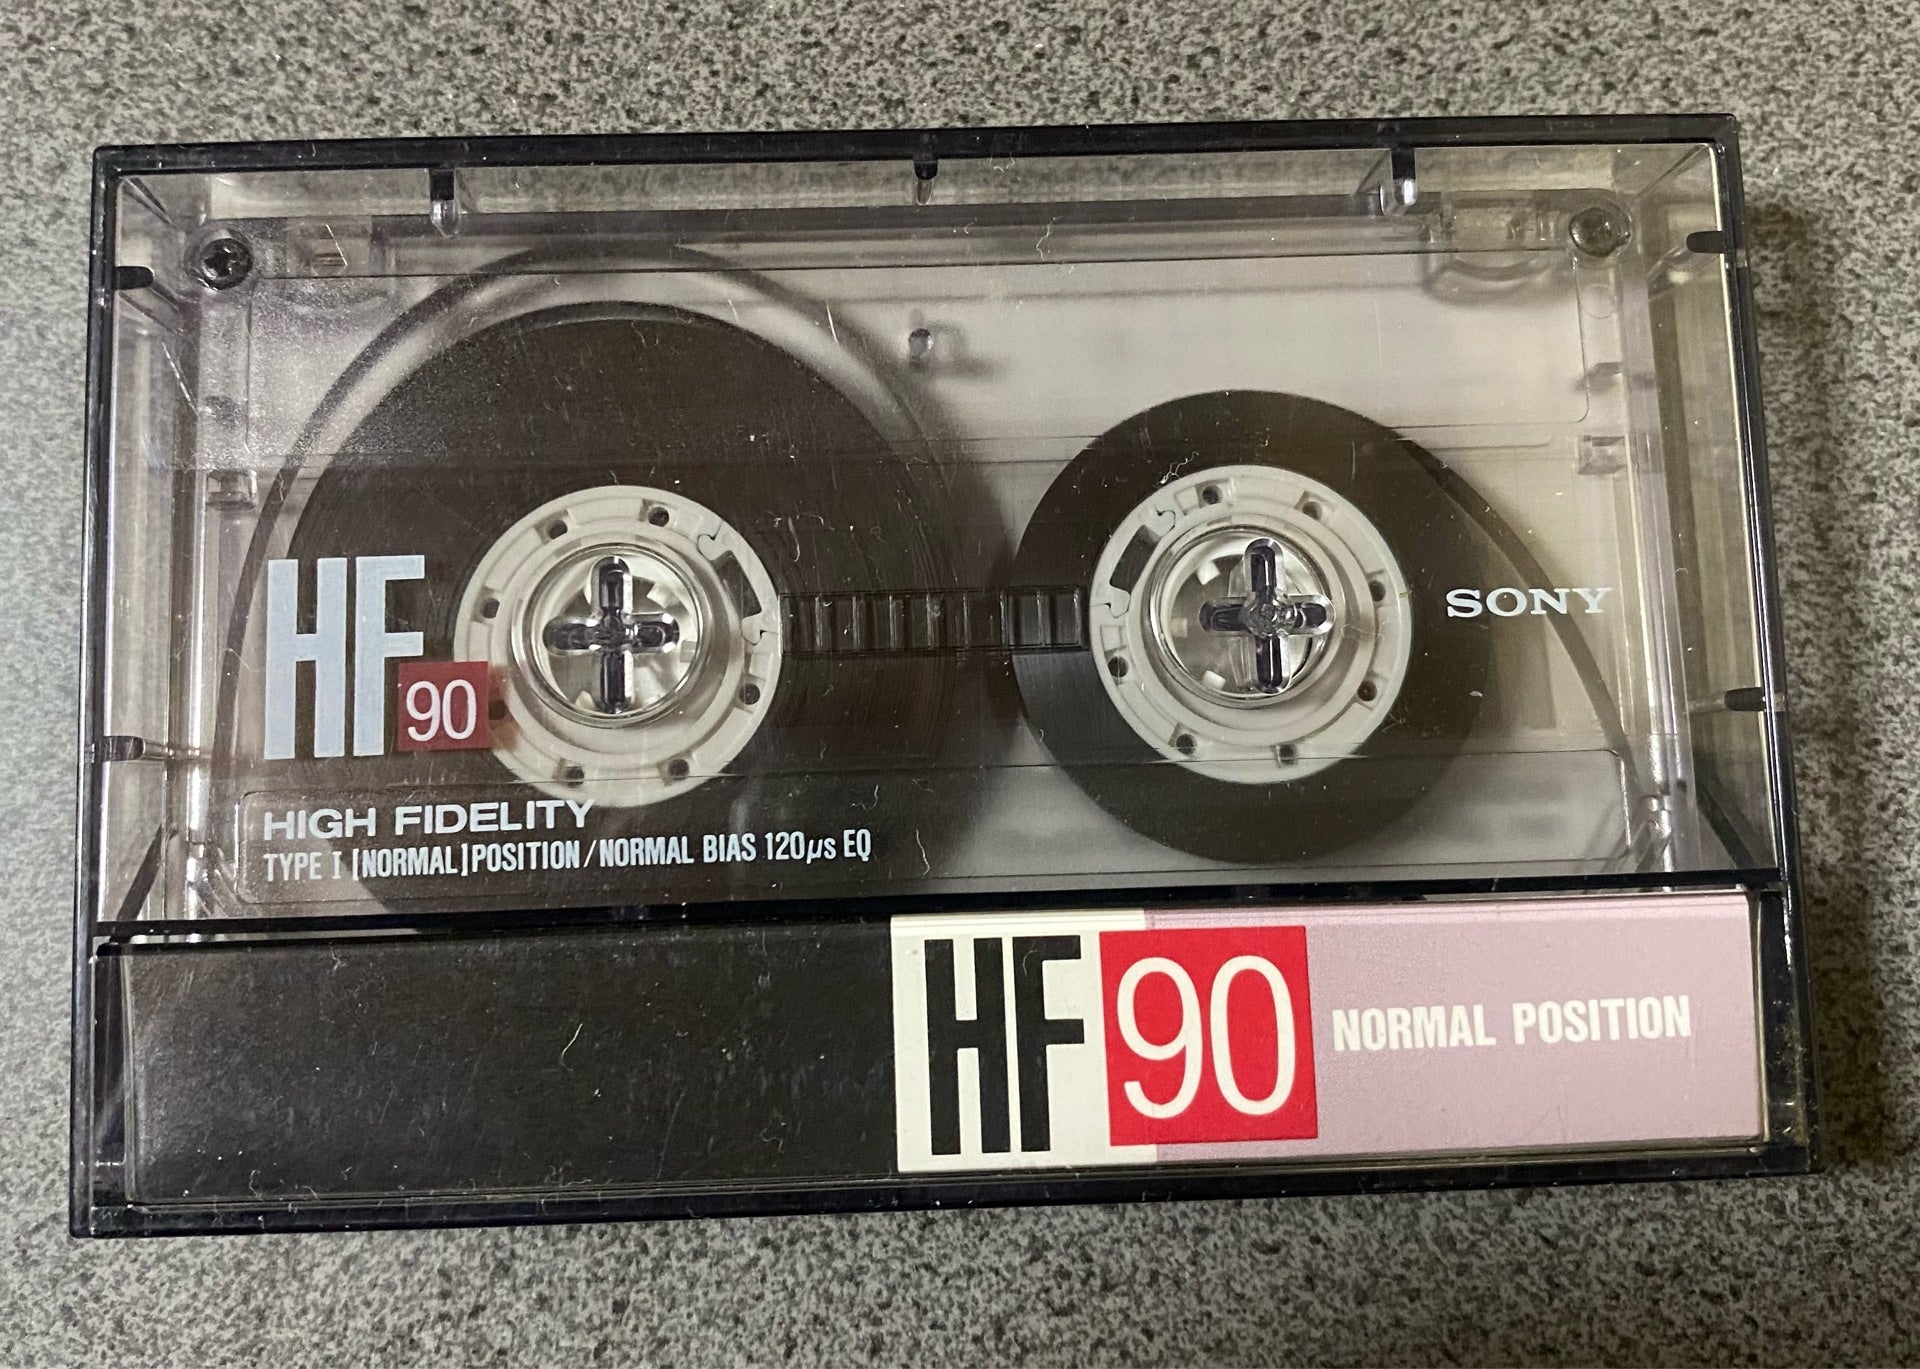 HF 90
SONY
HIGH FIDELITY
TYPE I [NORMAL] POSITION/NORMAL BIAS 120µs EQ
HF 90 NORMAL POSITION